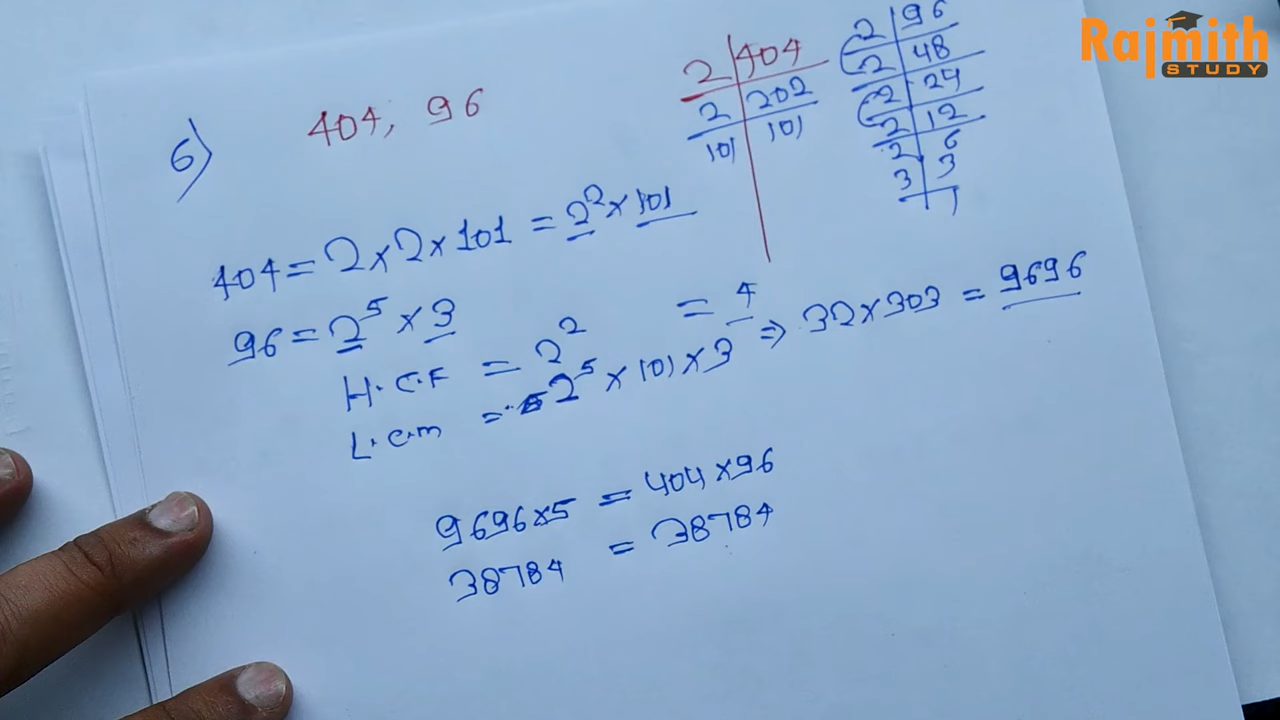 Rajmith
STUDY
6) 404, 96
2 | 404
2 | 202
101 | 101
2 | 96
2 | 48
2 | 24
2 | 12
2 | 6
3 | 3
1
404 = 2 × 2 × 101 = 2² × 101
96 = 2⁵ × 3
H.C.F = 2² = 4
L.C.M = 2⁵ × 101 × 3 ⇒ 32 × 303 = 9696
9696 × 5 = 404 × 96
38784 = 38784